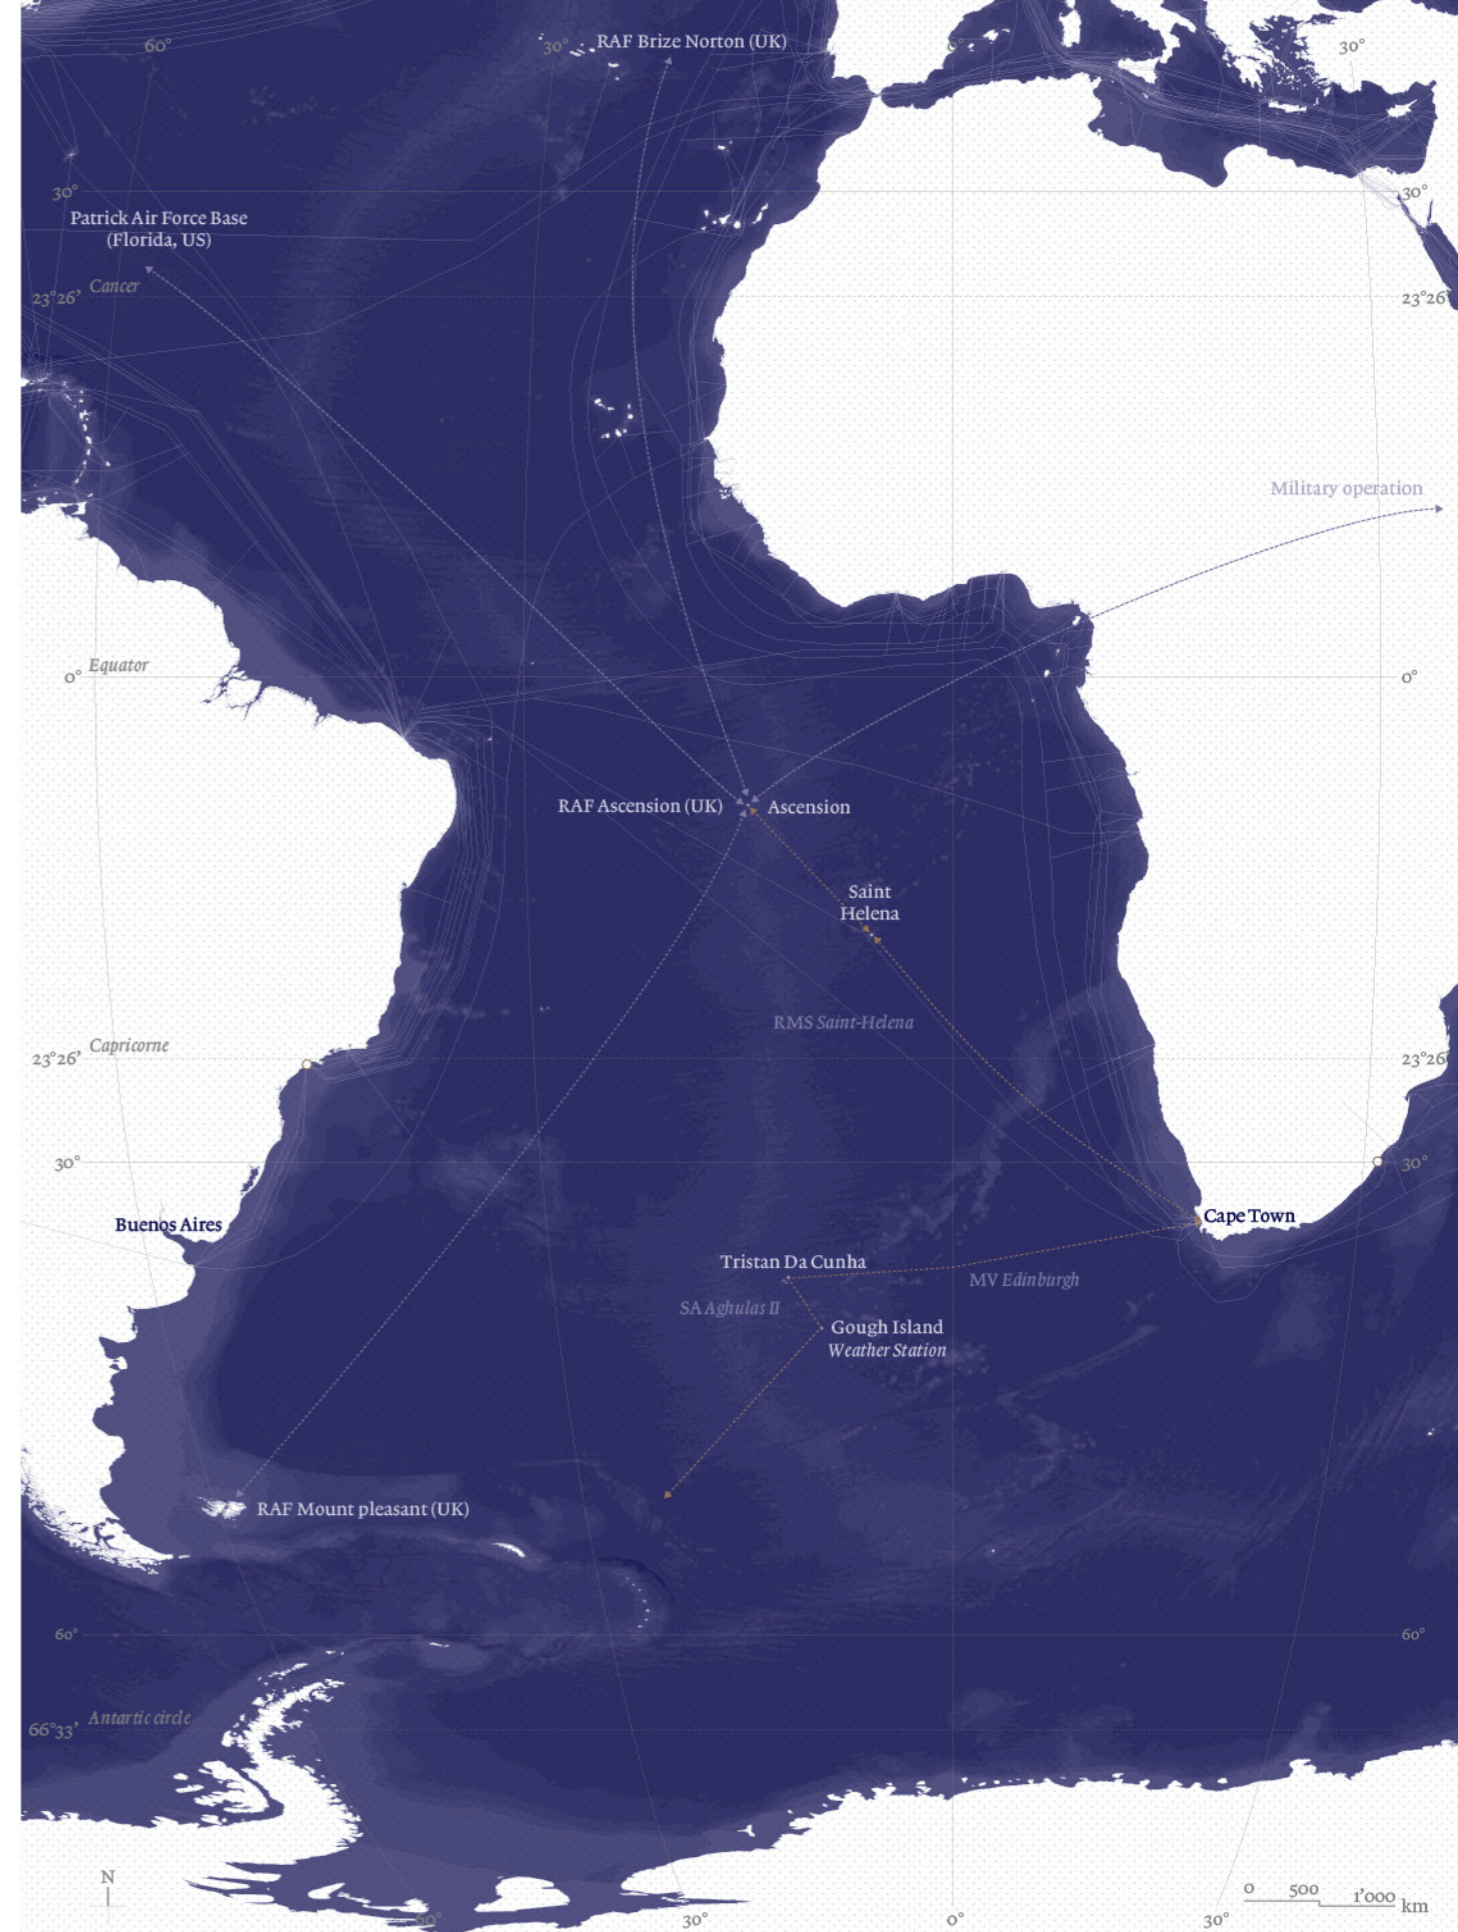 60°
30°
RAF Brize Norton (UK)
0°
30°
30°
30°
Patrick Air Force Base
(Florida, US)
Cancer
23°26’
23°26’
Military operation
Equator
0°
0°
RAF Ascension (UK)
Ascension
Saint
Helena
RMS Saint-Helena
Capricorne
23°26’
23°26’
30°
30°
Buenos Aires
Cape Town
Tristan Da Cunha
MV Edinburgh
SA Aghulas II
Gough Island
Weather Station
RAF Mount pleasant (UK)
60°
60°
Antartic circle
66°33’
N
0 500 1’000 km
60°
30°
0°
30°